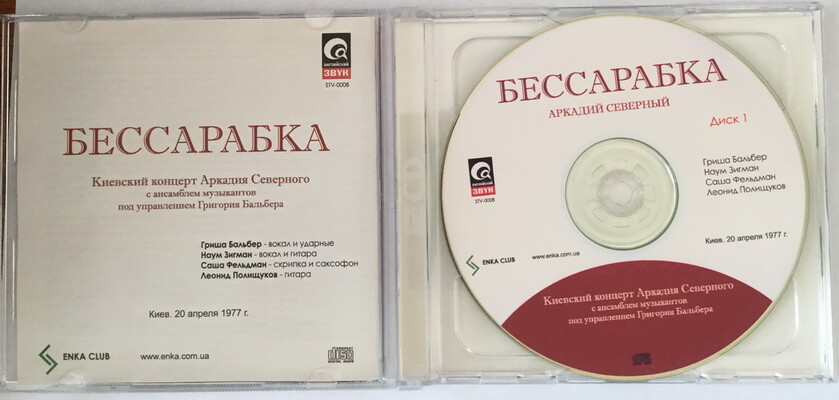 АНГЛИЙСКИЙ
ЗВУК
STV-0008
БЕССАРАБКА
Киевский концерт Аркадия Северного
с ансамблем музыкантов
под управлением Григория Бальбера
Гриша Бальбер - вокал и ударные
Наум Зигман - вокал и гитара
Саша Фельдман - скрипка и саксофон
Леонид Полищуков - гитара
Киев. 20 апреля 1977 г.
ENKA CLUB
www.enka.com.ua
COMPACT
DISC
DIGITAL AUDIO
БЕССАРАБКА
АРКАДИЙ СЕВЕРНЫЙ
Диск 1
Гриша Бальбер
Наум Зигман
Саша Фельдман
Леонид Полищуков
АНГЛИЙСКИЙ
ЗВУК
STV-0008
Киев. 20 апреля 1977 г.
ENKA CLUB
www.enka.com.ua
Киевский концерт Аркадия Северного
с ансамблем музыкантов
под управлением Григория Бальбера